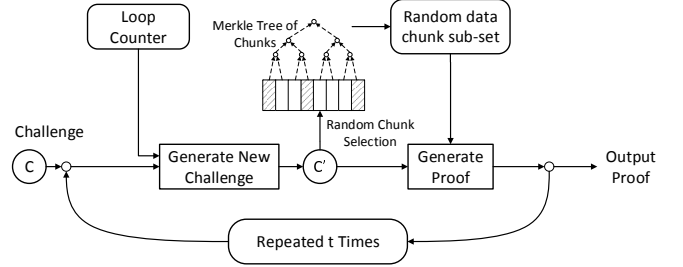 Loop
Counter
Merkle Tree of
Chunks
Random data
chunk sub-set
Challenge
Random Chunk
Selection
C
Generate New
Challenge
C'
Generate
Proof
Output
Proof
Repeated t Times